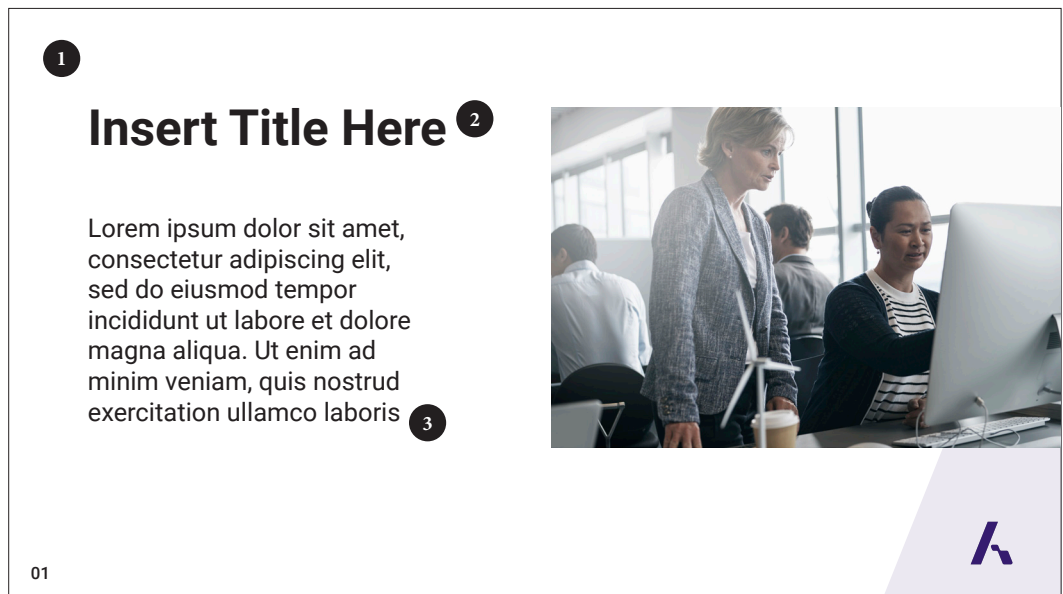 1
Insert Title Here 2
Lorem ipsum dolor sit amet,
consectetur adipiscing elit,
sed do eiusmod tempor
incididunt ut labore et dolore
magna aliqua. Ut enim ad
minim veniam, quis nostrud
exercitation ullamco laboris 3
01